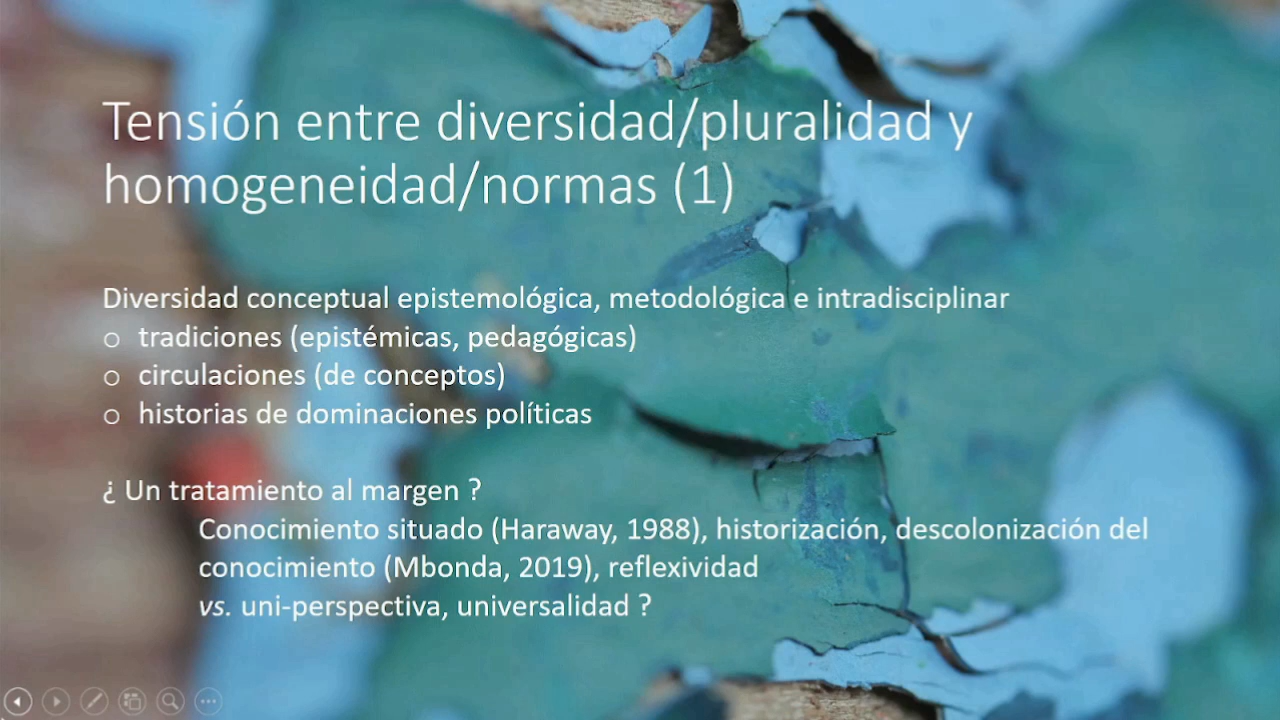 Tensión entre diversidad/pluralidad y
homogeneidad/normas (1)
Diversidad conceptual epistemológica, metodológica e intradisciplinar
o tradiciones (epistémicas, pedagógicas)
o circulaciones (de conceptos)
o historias de dominaciones políticas
¿ Un tratamiento al margen ?
Conocimiento situado (Haraway, 1988), historización, descolonización del
conocimiento (Mbonda, 2019), reflexividad
vs. uni-perspectiva, universalidad ?